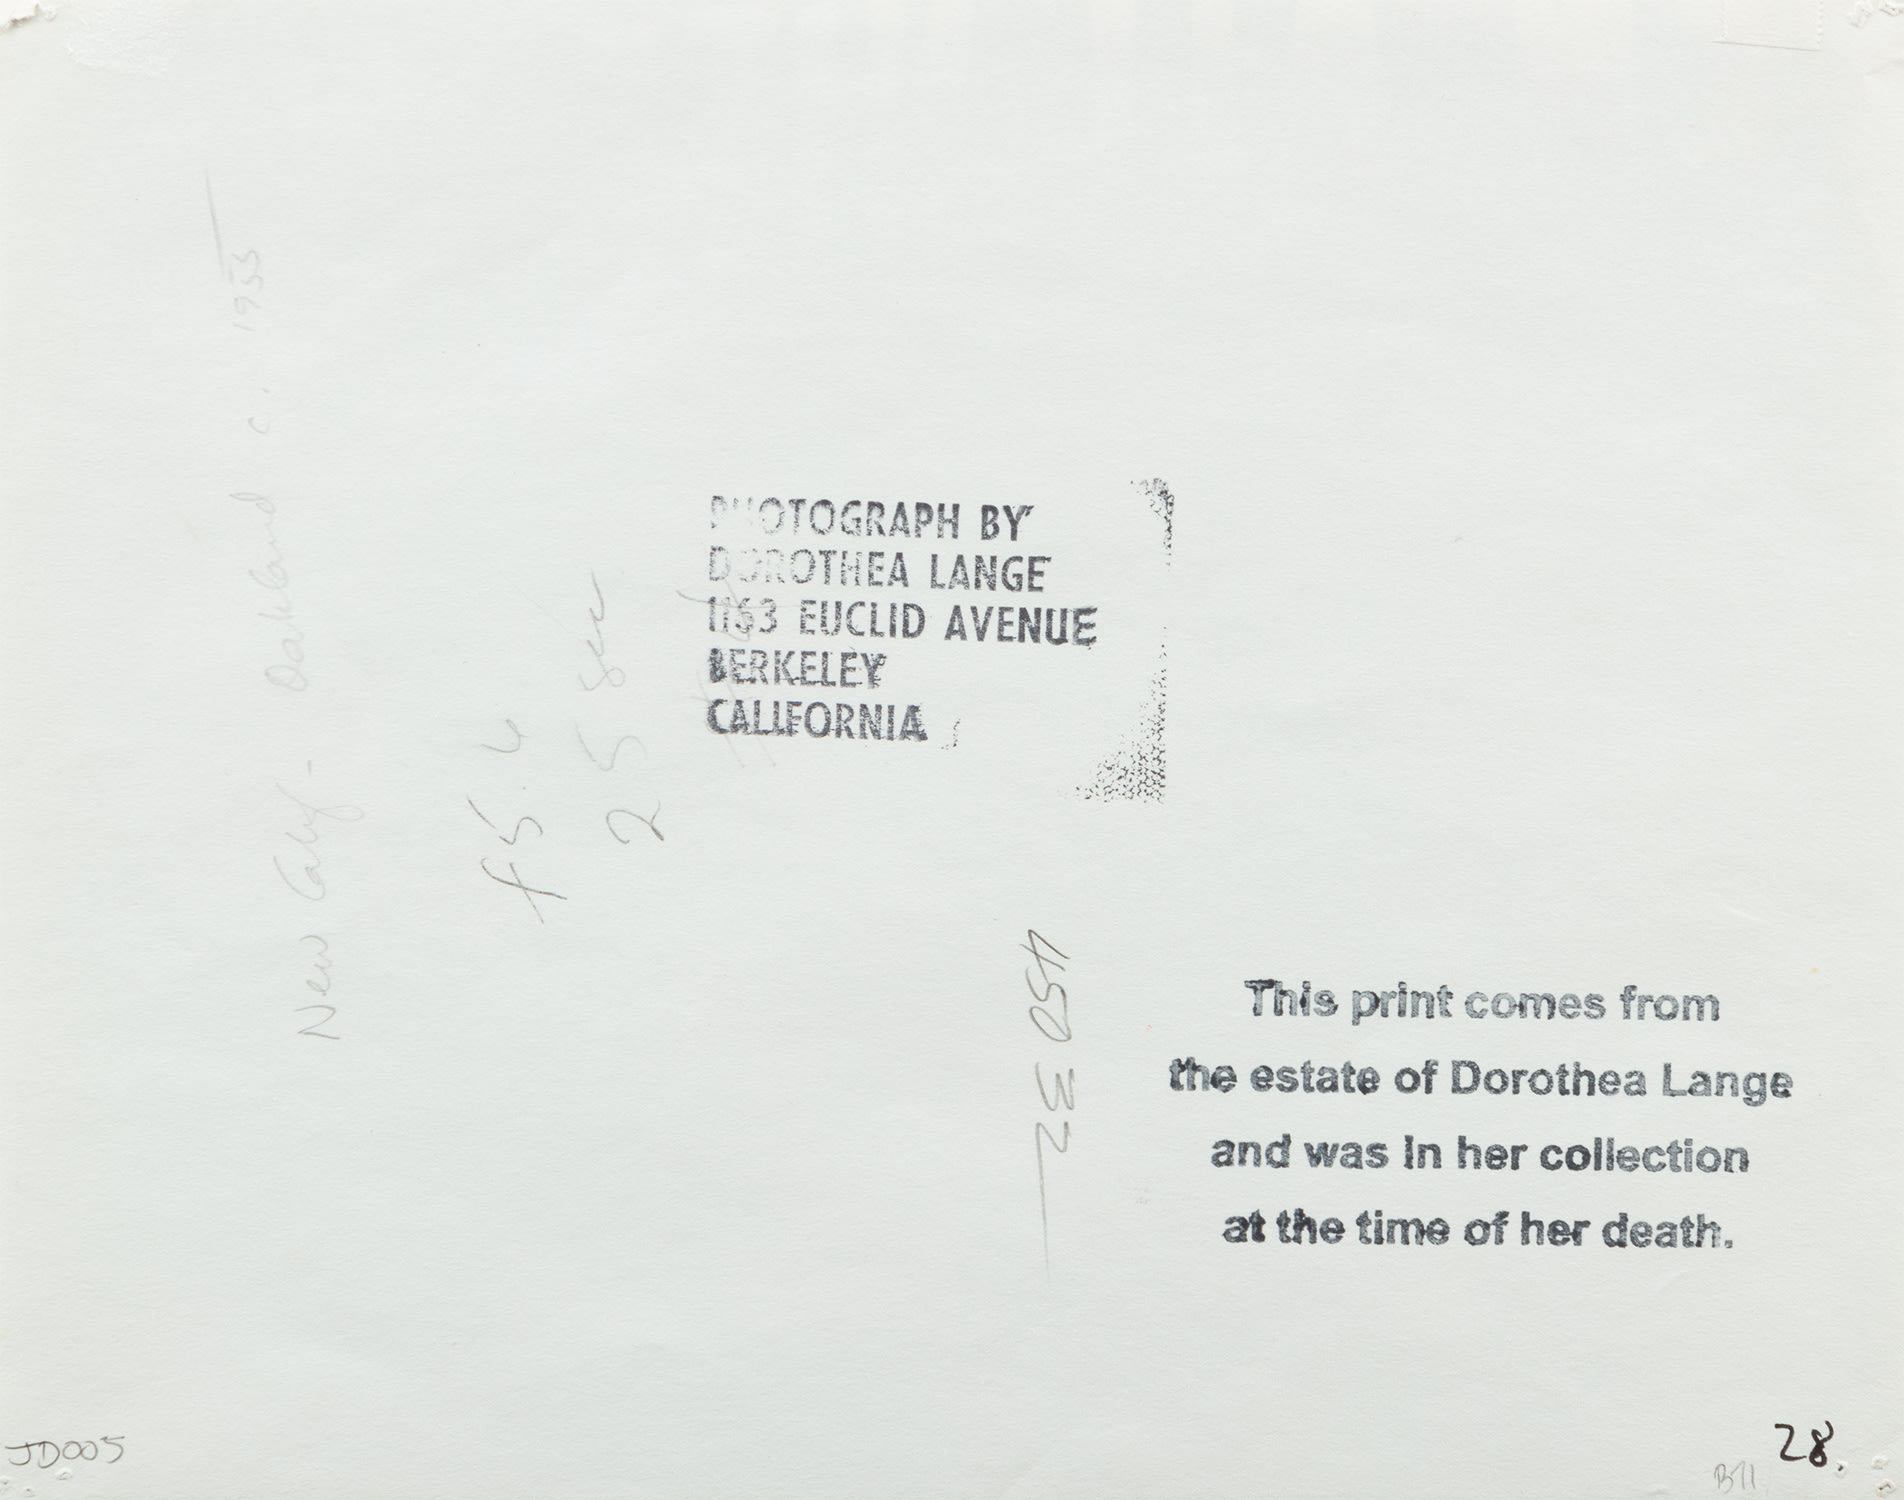 New Calif - Oakland c. 1955
f 5.6
25 sec
PHOTOGRAPH BY
DOROTHEA LANGE
1163 EUCLID AVENUE
BERKELEY
CALIFORNIA
This print comes from
the estate of Dorothea Lange
and was in her collection
at the time of her death.
JD005
28.
B71